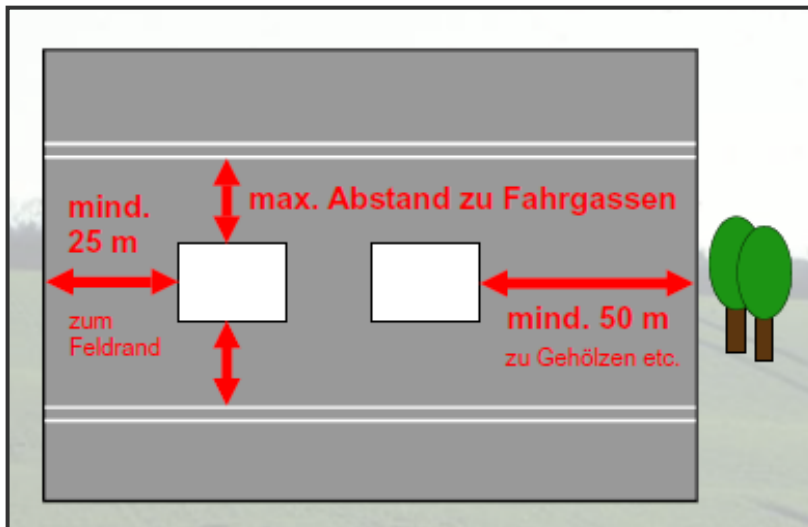 max. Abstand zu Fahrgassen
mind.
25 m
zum
Feldrand
mind. 50 m
zu Gehölzen etc.